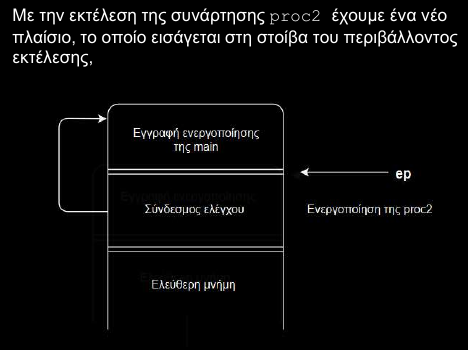 Με την εκτέλεση της συνάρτησης proc2 έχουμε ένα νέο
πλαίσιο, το οποίο εισάγεται στη στοίβα του περιβάλλοντος
εκτέλεσης,
Εγγραφή ενεργοποίησης
της main
ep
Σύνδεσμος ελέγχου
Ενεργοποίηση της proc2
Ελεύθερη μνήμη